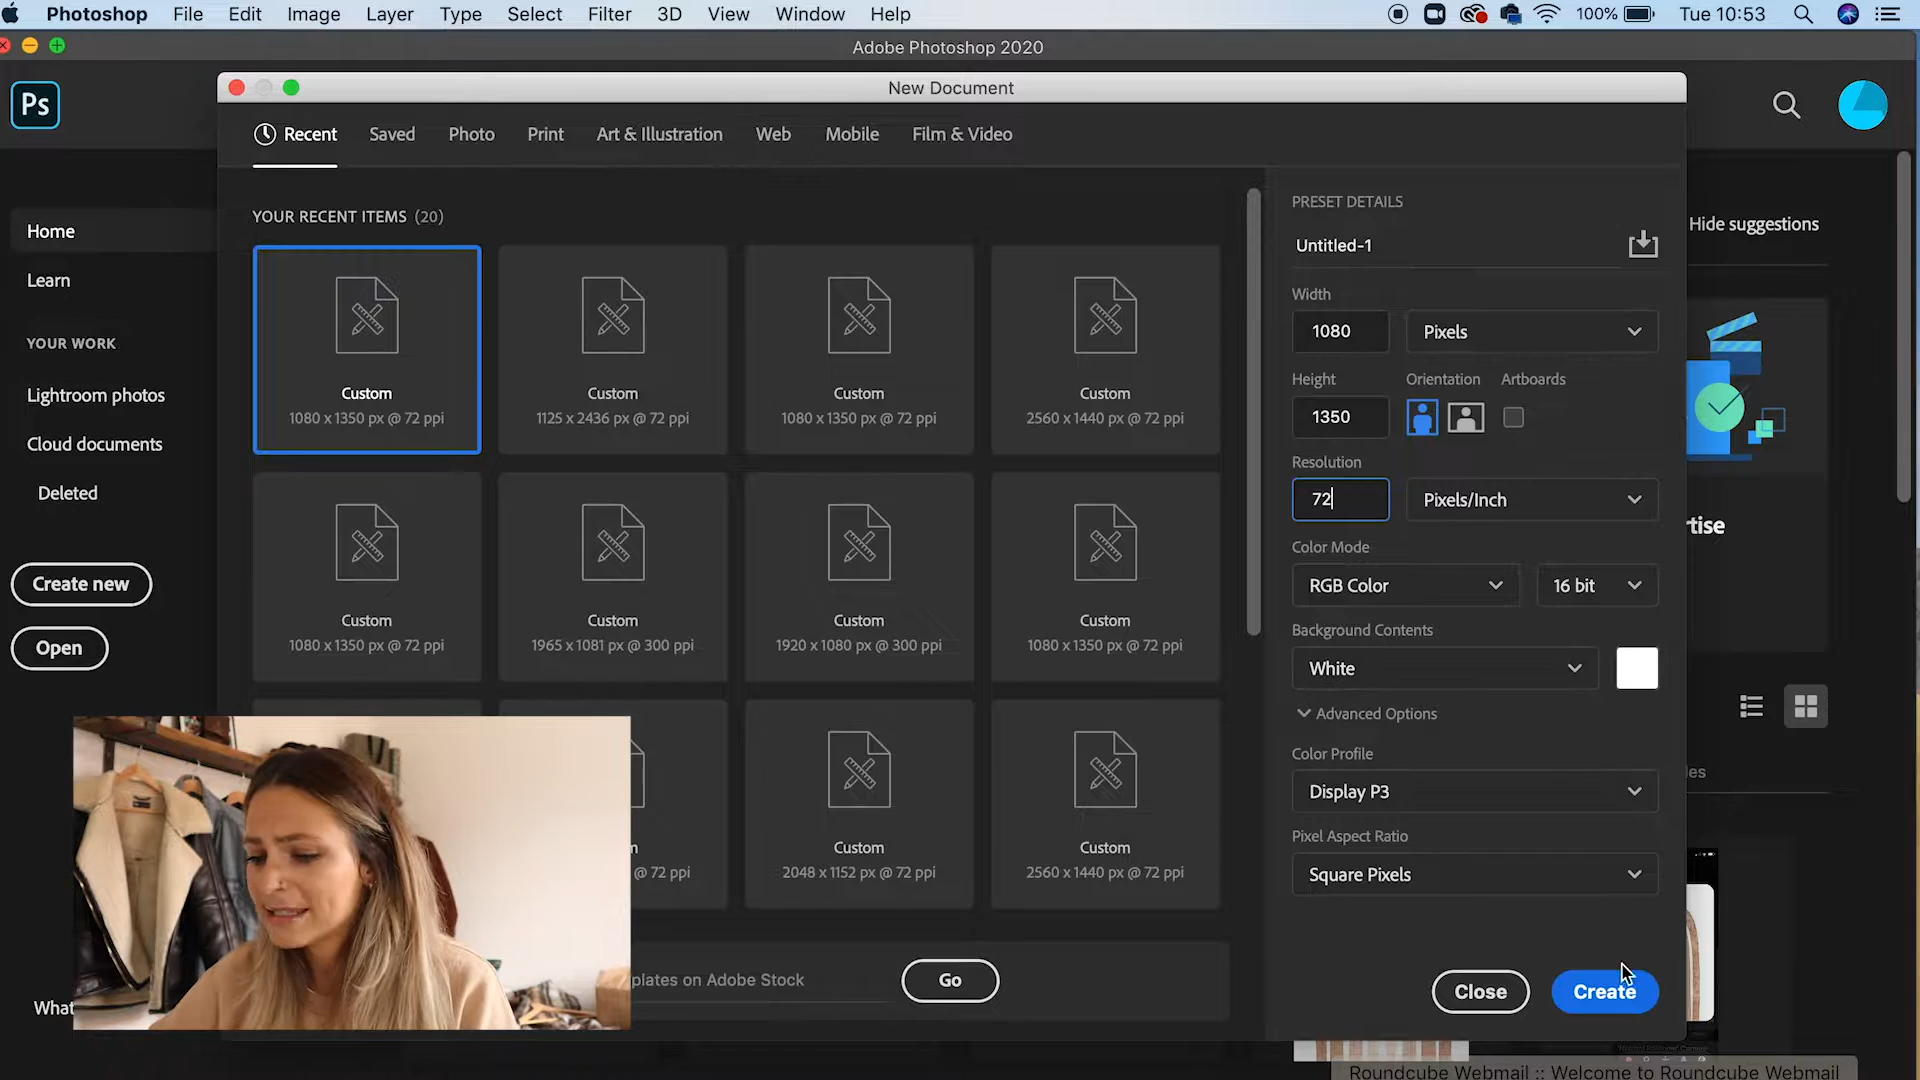 Photoshop File Edit Image Layer Type Select Filter 3D View Window Help 100% Tue 10:53
Adobe Photoshop 2020
Ps
New Document
Recent Saved Photo Print Art & Illustration Web Mobile Film & Video
YOUR RECENT ITEMS (20)
Custom
1080 x 1350 px @ 72 ppi
Custom
1125 x 2436 px @ 72 ppi
Custom
1080 x 1350 px @ 72 ppi
Custom
2560 x 1440 px @ 72 ppi
Custom
1080 x 1350 px @ 72 ppi
Custom
1965 x 1081 px @ 300 ppi
Custom
1920 x 1080 px @ 300 ppi
Custom
1080 x 1350 px @ 72 ppi
@ 72 ppi
Custom
2048 x 1152 px @ 72 ppi
Custom
2560 x 1440 px @ 72 ppi
plates on Adobe Stock
Go
PRESET DETAILS
Untitled-1
Width
1080 Pixels
Height Orientation Artboards
1350
Resolution
72 Pixels/Inch
Color Mode
RGB Color 16 bit
Background Contents
White
Advanced Options
Color Profile
Display P3
Pixel Aspect Ratio
Square Pixels
Close Create
Home
Learn
YOUR WORK
Lightroom photos
Cloud documents
Deleted
Create new
Open
What
Hide suggestions
rtise
Roundcube Webmail :: Welcome to Roundcube Webmail